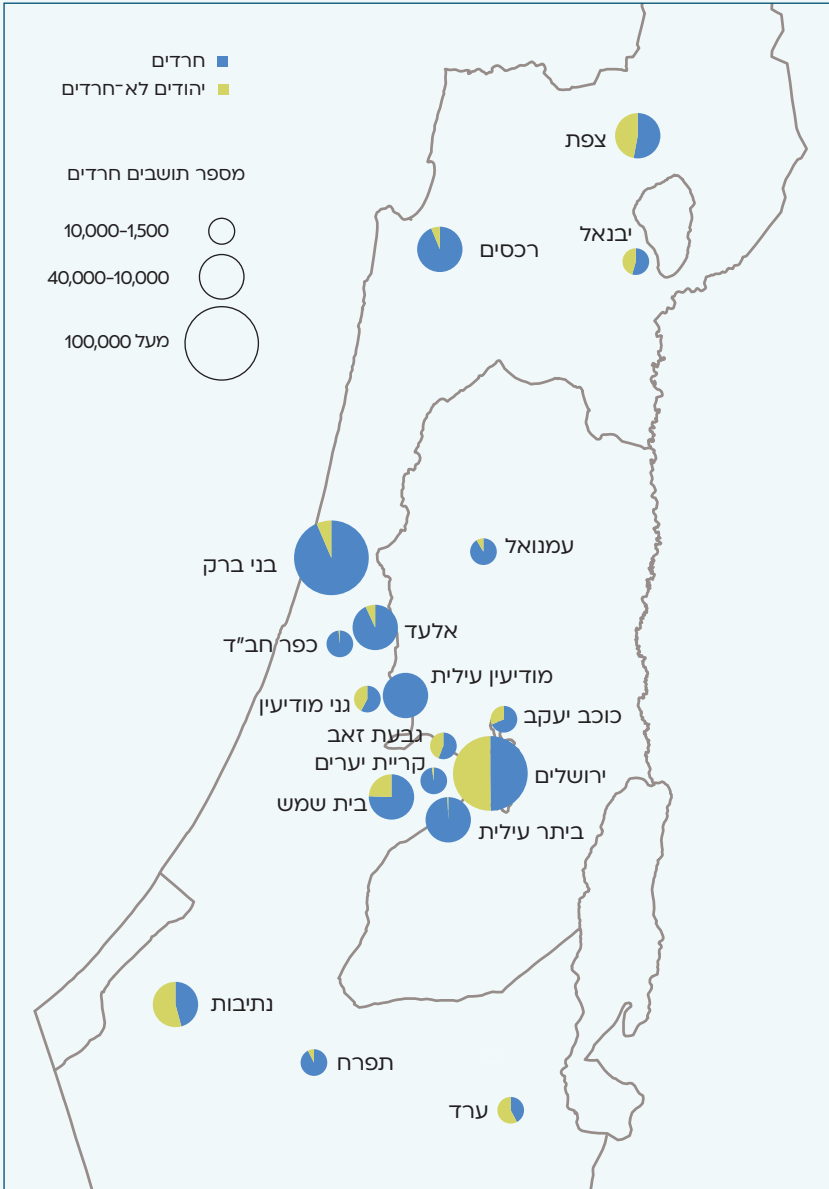 חרדים
יהודים לא-חרדים
מספר תושבים חרדים
10,000-1,500
40,000-10,000
מעל 100,000
צפת
יבנאל
רכסים
עמנואל
בני ברק
אלעד
כפר חב"ד
מודיעין עילית
גני מודיעין
כוכב יעקב
גבעת זאב
קריית יערים
ירושלים
בית שמש
ביתר עילית
נתיבות
תפרח
ערד